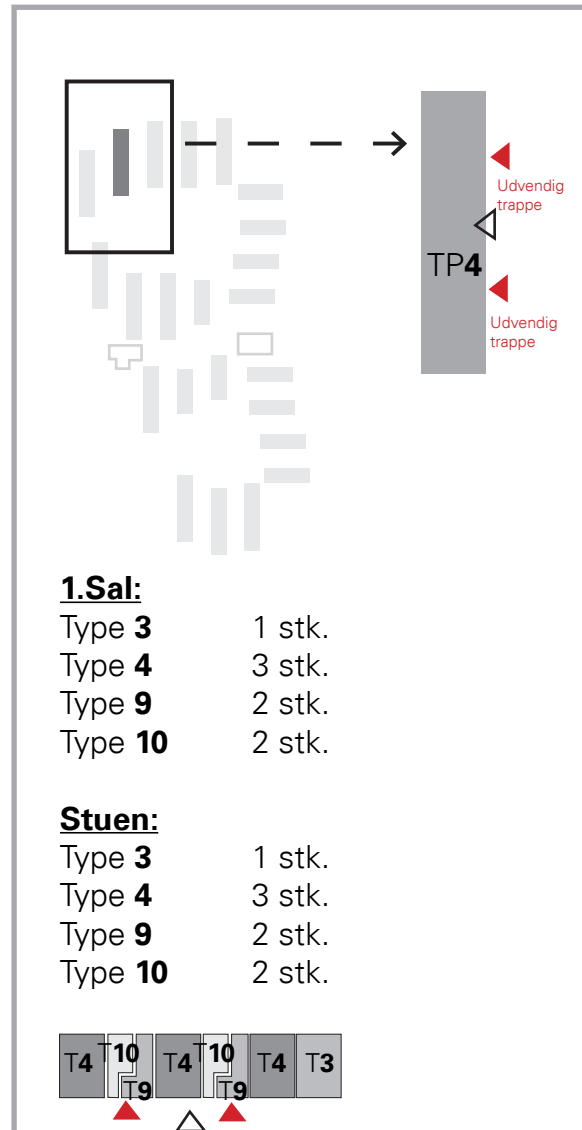 Udvendig
trappe
TP4
Udvendig
trappe
1.Sal:
Type 3 1 stk.
Type 4 3 stk.
Type 9 2 stk.
Type 10 2 stk.
Stuen:
Type 3 1 stk.
Type 4 3 stk.
Type 9 2 stk.
Type 10 2 stk.
T4 T10 T9 T4 T10 T9 T4 T3